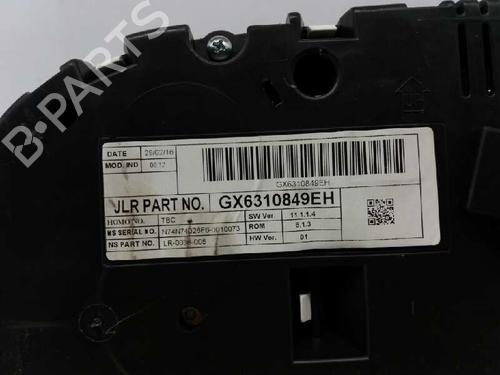 B-PARTS
DATE 29/02/16
MOD. IND 0012
GX6310849EH
JLR PART NO. GX6310849EH
HOMO NO. TBC SW Ver. 11.1.1.4
NS SERIAL NO. ROM 5.1.3
NS PART NO. HW Ver. 01